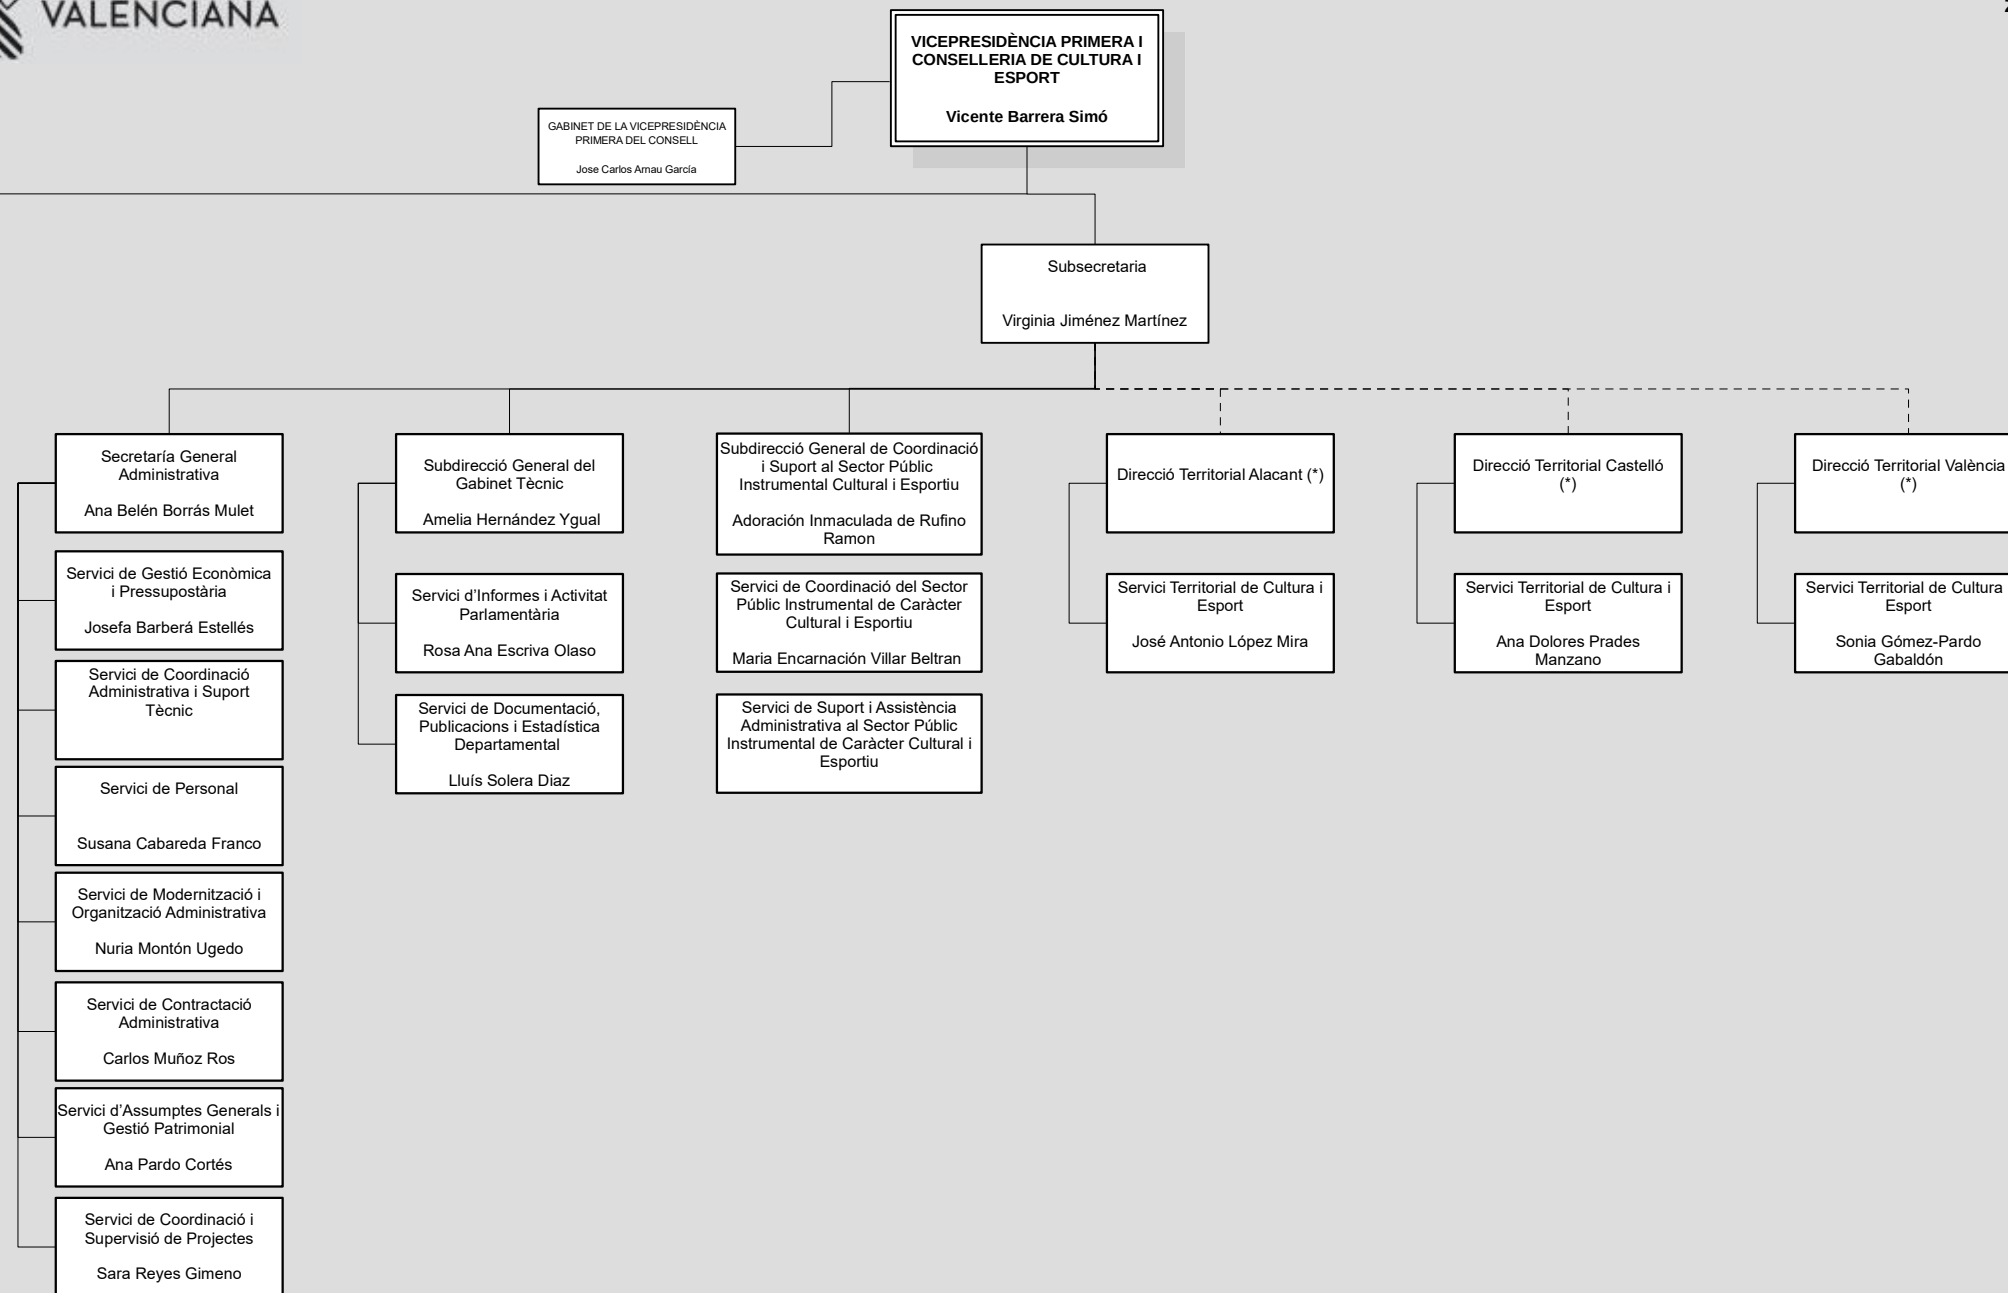 VALENCIANA
VICEPRESIDÈNCIA PRIMERA I
CONSELLERIA DE CULTURA I
ESPORT
Vicente Barrera Simó
GABINET DE LA VICEPRESIDÈNCIA
PRIMERA DEL CONSELL
Jose Carlos Arnau García
Subsecretaria
Virginia Jiménez Martínez
Secretaría General
Administrativa
Ana Belén Borrás Mulet
Servici de Gestió Econòmica
i Pressupostària
Josefa Barberá Estellés
Servici de Coordinació
Administrativa i Suport
Tècnic
Servici de Personal
Susana Cabareda Franco
Servici de Modernització i
Organització Administrativa
Nuria Montón Ugedo
Servici de Contractació
Administrativa
Carlos Muñoz Ros
Servici d'Assumptes Generals i
Gestió Patrimonial
Ana Pardo Cortés
Servici de Coordinació i
Supervisió de Projectes
Sara Reyes Gimeno
Subdirecció General del
Gabinet Tècnic
Amelia Hernández Ygual
Servici d'Informes i Activitat
Parlamentària
Rosa Ana Escriva Olaso
Servici de Documentació,
Publicacions i Estadística
Departamental
Lluís Solera Diaz
Subdirecció General de Coordinació
i Suport al Sector Públic
Instrumental Cultural i Esportiu
Adoración Inmaculada de Rufino
Ramon
Servici de Coordinació del Sector
Públic Instrumental de Caràcter
Cultural i Esportiu
Maria Encarnación Villar Beltran
Servici de Suport i Assistència
Administrativa al Sector Públic
Instrumental de Caràcter Cultural i
Esportiu
Direcció Territorial Alacant (*)
Servici Territorial de Cultura i
Esport
José Antonio López Mira
Direcció Territorial Castelló
(*)
Servici Territorial de Cultura i
Esport
Ana Dolores Prades
Manzano
Direcció Territorial València
(*)
Servici Territorial de Cultura
Esport
Sonia Gómez-Pardo
Gabaldón